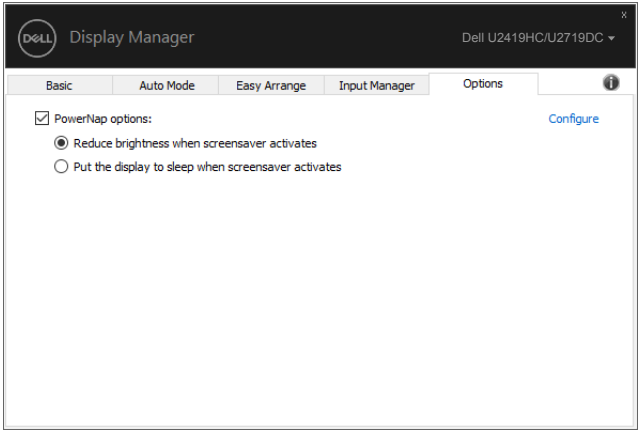 x
DELL Display Manager Dell U2419HC/U2719DC
Basic Auto Mode Easy Arrange Input Manager Options i
PowerNap options: Configure
Reduce brightness when screensaver activates
Put the display to sleep when screensaver activates